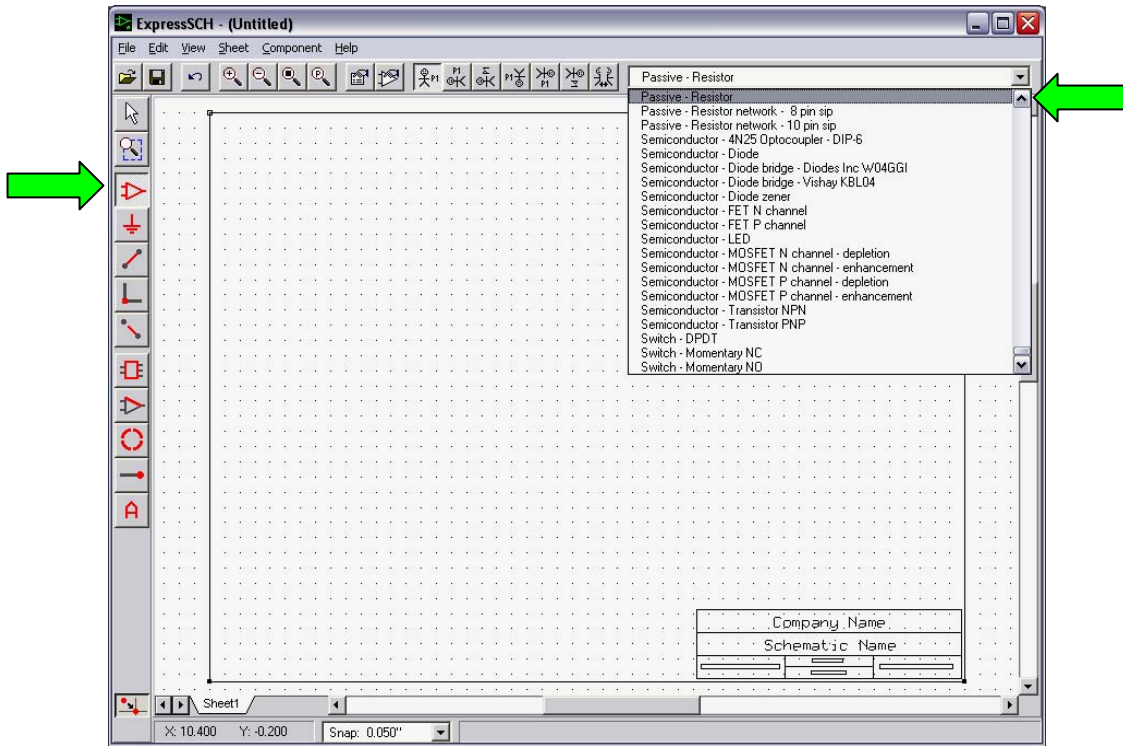 ExpressSCH - (Untitled)
File Edit View Sheet Component Help
Passive - Resistor
Passive - Resistor
Passive - Resistor network - 8 pin sip
Passive - Resistor network - 10 pin sip
Semiconductor - 4N25 Optocoupler - DIP-6
Semiconductor - Diode
Semiconductor - Diode bridge - Diodes Inc W04GGI
Semiconductor - Diode bridge - Vishay KBL04
Semiconductor - Diode zener
Semiconductor - FET N channel
Semiconductor - FET P channel
Semiconductor - LED
Semiconductor - MOSFET N channel - depletion
Semiconductor - MOSFET N channel - enhancement
Semiconductor - MOSFET P channel - depletion
Semiconductor - MOSFET P channel - enhancement
Semiconductor - Transistor NPN
Semiconductor - Transistor PNP
Switch - DPDT
Switch - Momentary NC
Switch - Momentary NO
A
Company Name
Schematic Name
Sheet1
X: 10.400 Y: -0.200 Snap: 0.050"